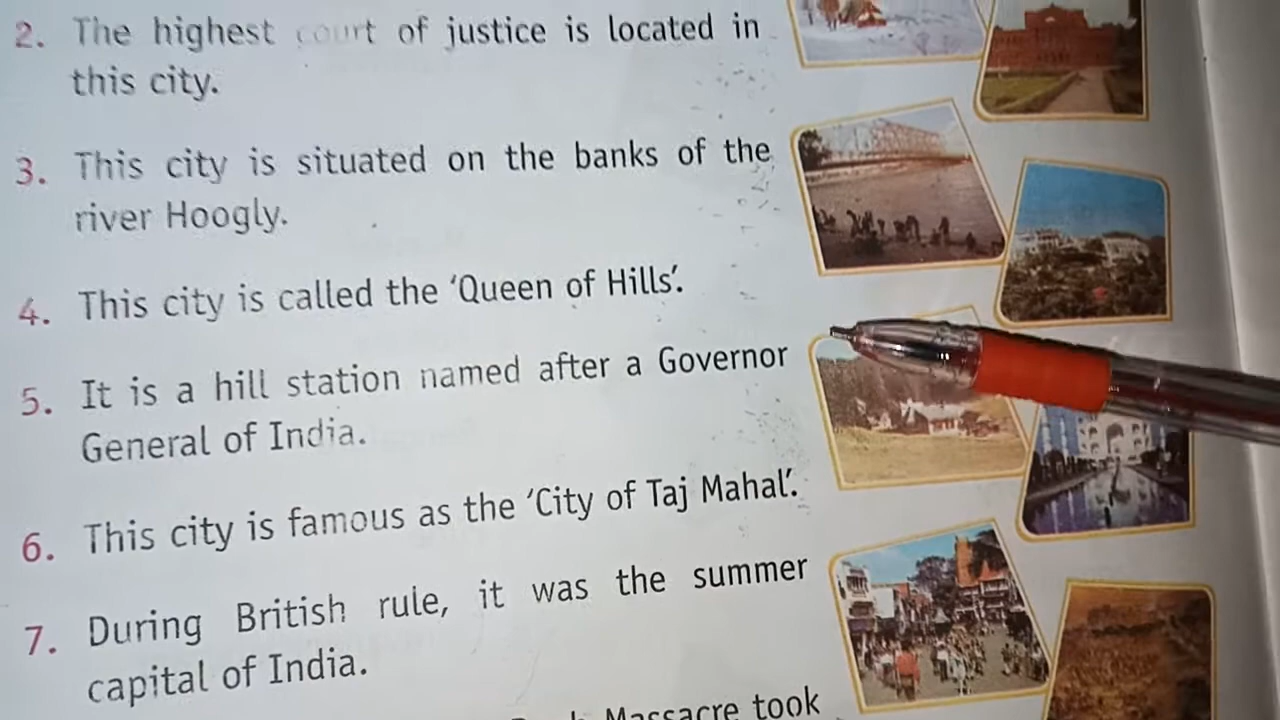 2. The highest court of justice is located in
this city.
3. This city is situated on the banks of the
river Hoogly.
4. This city is called the ‘Queen of Hills’.
5. It is a hill station named after a Governor
General of India.
6. This city is famous as the ‘City of Taj Mahal’.
7. During British rule, it was the summer
capital of India.
Massacre took